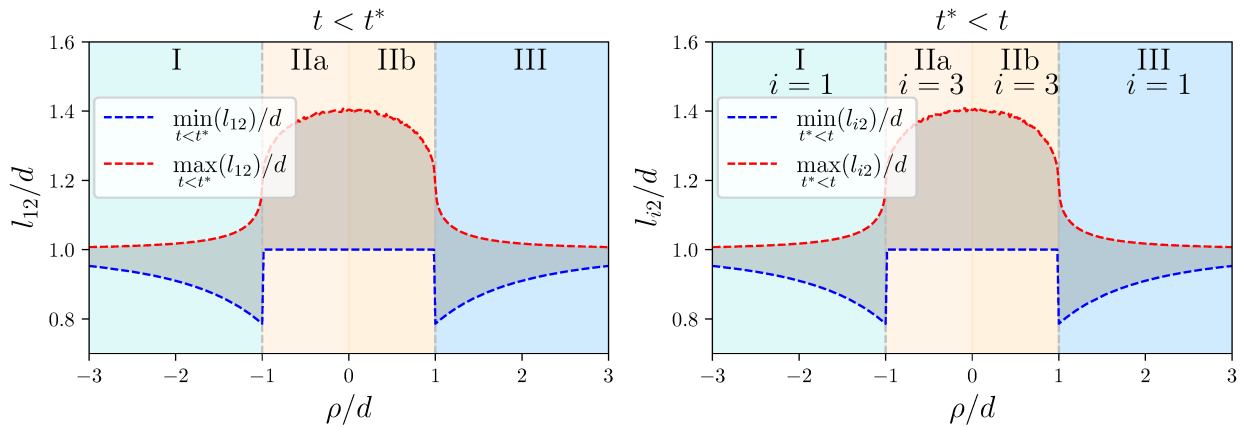 t < t*
1.6
1.4
1.2
1.0
0.8
l₁₂/d
I
IIa
IIb
III
min(l₁₂)/d
t<t*
max(l₁₂)/d
t<t*
−3
−2
−1
0
1
2
3
ρ/d
t* < t
1.6
1.4
1.2
1.0
0.8
lᵢ₂/d
I
i = 1
IIa
i = 3
IIb
i = 3
III
i = 1
min(lᵢ₂)/d
t*<t
max(lᵢ₂)/d
t*<t
−3
−2
−1
0
1
2
3
ρ/d